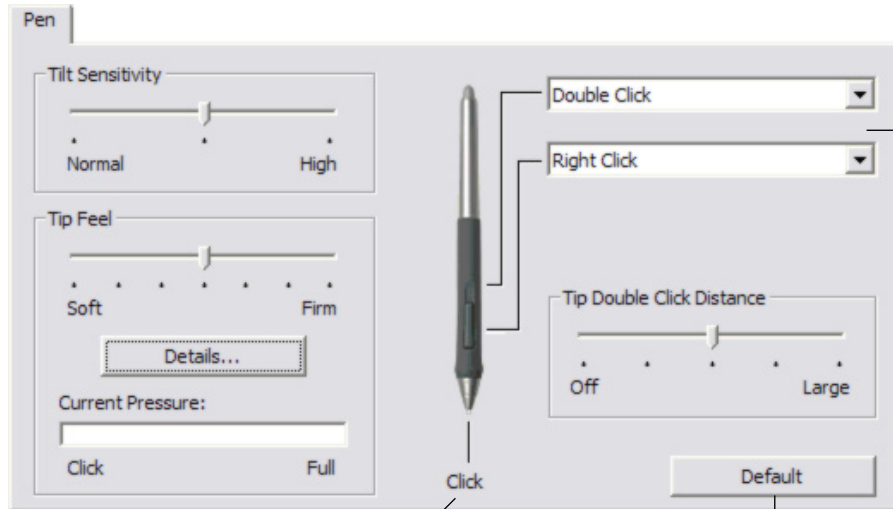 Pen
Tilt Sensitivity
Normal High
Tip Feel
Soft Firm
Details...
Current Pressure:
Click Full
Click
Double Click
Right Click
Tip Double Click Distance
Off Large
Default